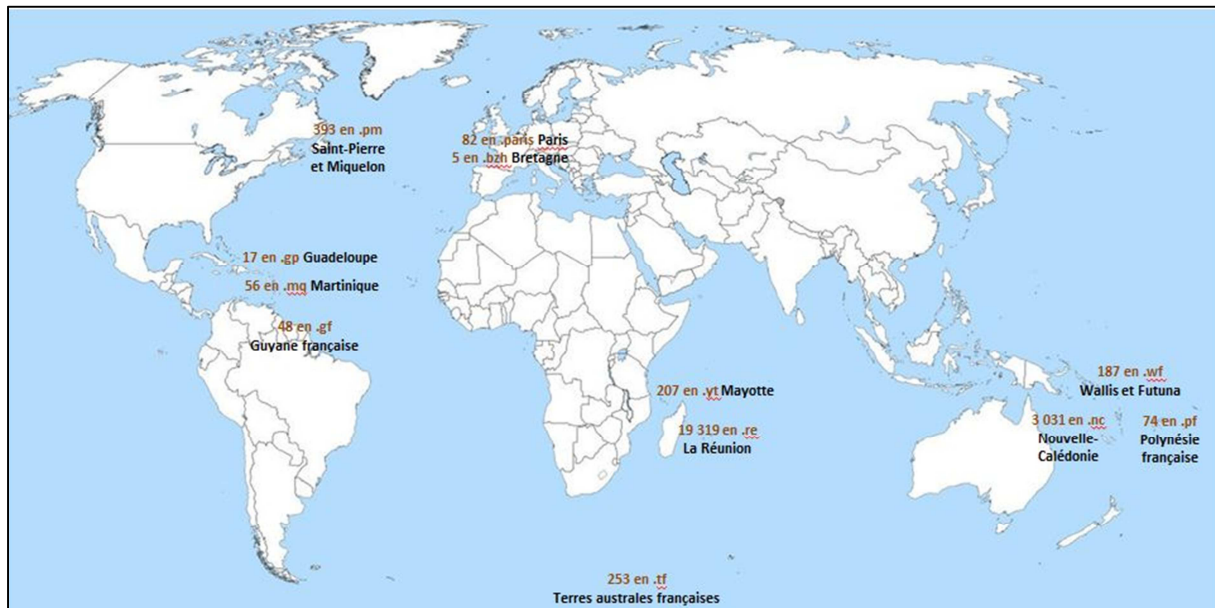 393 en .pm
Saint-Pierre
et Miquelon
82 en .paris Paris
5 en .bzh Bretagne
17 en .gp Guadeloupe
56 en .mq Martinique
48 en .gf
Guyane française
207 en .yt Mayotte
19 319 en .re
La Réunion
187 en .wf
Wallis et Futuna
3 031 en .nc
Nouvelle-
Calédonie
74 en .pf
Polynésie
française
253 en .tf
Terres australes françaises